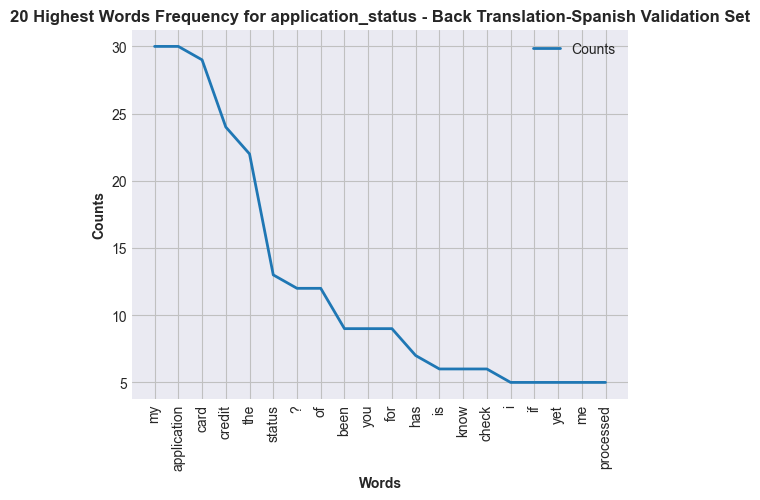 20 Highest Words Frequency for application_status - Back Translation-Spanish Validation Set
Counts
30
25
20
15
10
5
Counts
my
application
card
credit
the
status
?
of
been
you
for
has
is
know
check
i
if
yet
me
processed
Words